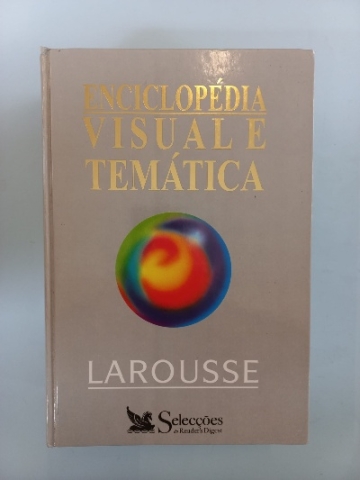 ENCICLOPÉDIA
VISUAL E
TEMÁTICA
LAROUSSE
Selecções
do Reader's Digest